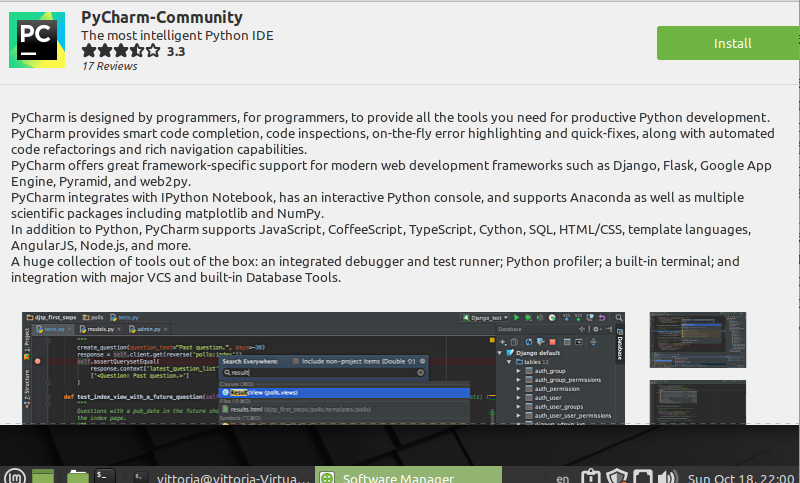 PyCharm-Community
PC
The most intelligent Python IDE
3.3
17 Reviews
Install
PyCharm is designed by programmers, for programmers, to provide all the tools you need for productive Python development.
PyCharm provides smart code completion, code inspections, on-the-fly error highlighting and quick-fixes, along with automated
code refactorings and rich navigation capabilities.
PyCharm offers great framework-specific support for modern web development frameworks such as Django, Flask, Google App
Engine, Pyramid, and web2py.
PyCharm integrates with IPython Notebook, has an interactive Python console, and supports Anaconda as well as multiple
scientific packages including matplotlib and NumPy.
In addition to Python, PyCharm supports JavaScript, CoffeeScript, TypeScript, Cython, SQL, HTML/CSS, template languages,
AngularJS, Node.js, and more.
A huge collection of tools out of the box: an integrated debugger and test runner; Python profiler; a built-in terminal; and
integration with major VCS and built-in Database Tools.
djtp_first_steps polls tests.py
Django_test
tests.py models.py admin.py
Database
"""
create_question(question_text="Past question.", days=-30)
response = self.client.get(reverse('polls:index'))
self.assertQuerysetEqual(
response.context['latest_question_list']
['<Question: Past question.>']
)
def test_index_view_with_a_future_question(self
"""
Questions with a pub_date in the future sh
the index page.
1: Project
7: Structure
Search Everywhere: Include non-project items (Double ⇧)
result
Classes
ResultsView (polls.views)
Files
results.html (djtp_first_steps/polls/templates/polls)
Symbols
Database
Django default
tables 13
auth_group
auth_group_permissions
auth_permission
auth_user
auth_user_groups
auth_user_user_permissions
vittoria@vittoria-Virtua...
Software Manager
en
Sun Oct 18, 22:00